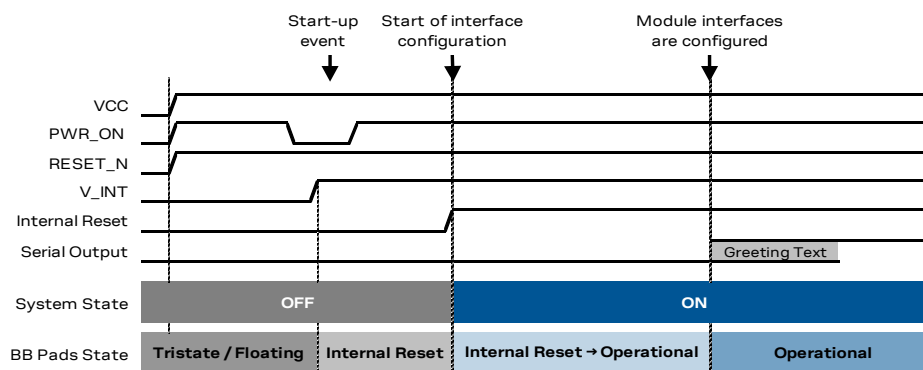 Start-up
event
Start of interface
configuration
Module interfaces
are configured
VCC
PWR_ON
RESET_N
V_INT
Internal Reset
Serial Output
Greeting Text
System State
OFF
ON
BB Pads State
Tristate / Floating
Internal Reset
Internal Reset → Operational
Operational